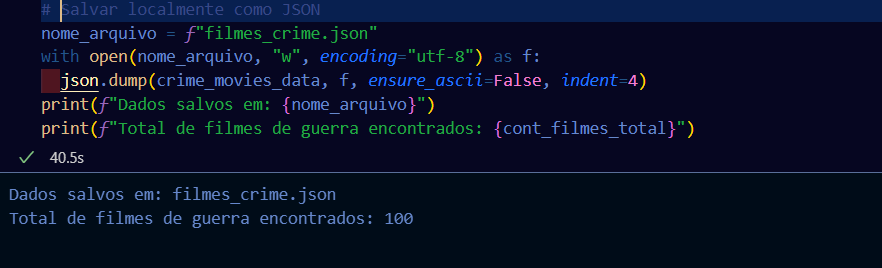 # Salvar localmente como JSON
nome_arquivo = f"filmes_crime.json"
with open(nome_arquivo, "w", encoding="utf-8") as f:
json.dump(crime_movies_data, f, ensure_ascii=False, indent=4)
print(f"Dados salvos em: {nome_arquivo}")
print(f"Total de filmes de guerra encontrados: {cont_filmes_total}")
40.5s
Dados salvos em: filmes_crime.json
Total de filmes de guerra encontrados: 100